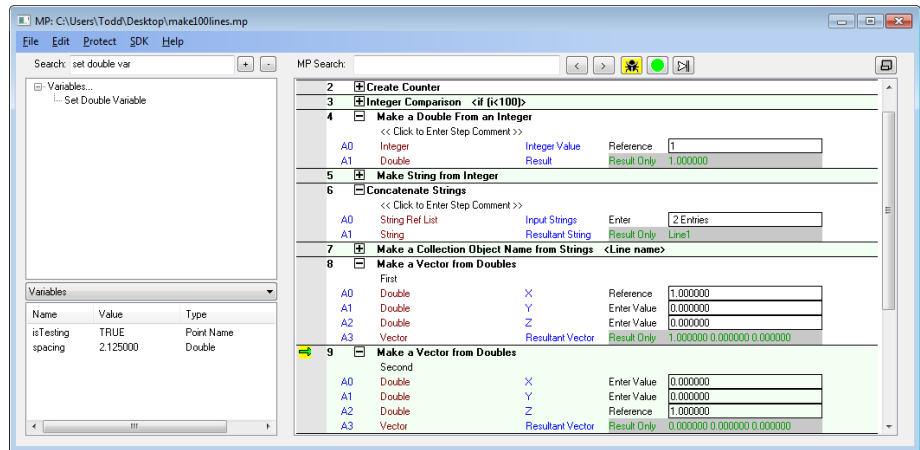 MP: C:\Users\Todd\Desktop\make100lines.mp
File Edit Protect SDK Help
Search: set double var + -
MP Search: < >
Variables...
Set Double Variable
2 Create Counter
3 Integer Comparison <if (i<100)>
4 Make a Double From an Integer
<< Click to Enter Step Comment >>
A0 Integer Integer Value Reference 1
A1 Double Result Result Only 1.000000
5 Make String from Integer
6 Concatenate Strings
<< Click to Enter Step Comment >>
A0 String Ref List Input Strings Enter 2 Entries
A1 String Resultant String Result Only Line1
7 Make a Collection Object Name from Strings <Line name>
8 Make a Vector from Doubles
First
A0 Double X Reference 1.000000
A1 Double Y Enter Value 0.000000
A2 Double Z Enter Value 0.000000
A3 Vector Resultant Vector Result Only 1.000000 0.000000 0.000000
9 Make a Vector from Doubles
Second
A0 Double X Enter Value 0.000000
A1 Double Y Enter Value 0.000000
A2 Double Z Reference 1.000000
A3 Vector Resultant Vector Result Only 0.000000 0.000000 0.000000
Variables
Name Value Type
isTesting TRUE Point Name
spacing 2.125000 Double